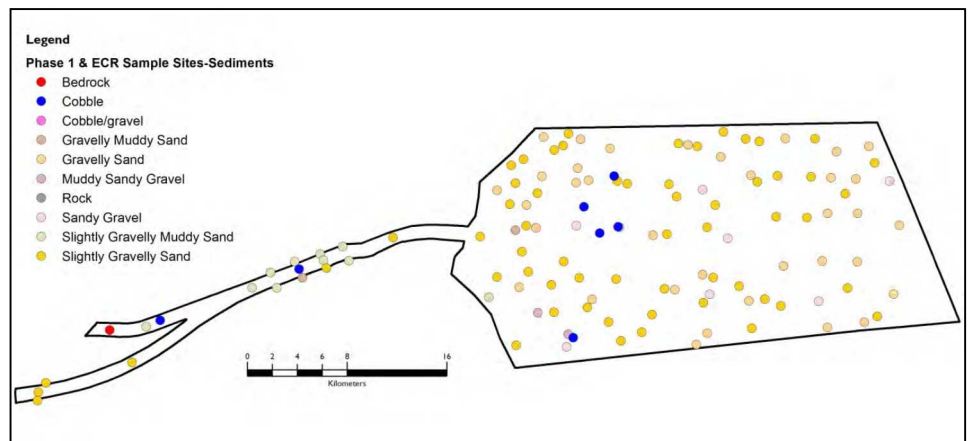 Legend
Phase 1 & ECR Sample Sites-Sediments
Bedrock
Cobble
Cobble/gravel
Gravelly Muddy Sand
Gravelly Sand
Muddy Sandy Gravel
Rock
Sandy Gravel
Slightly Gravelly Muddy Sand
Slightly Gravelly Sand
0 2 4 6 8 16
Kilometers